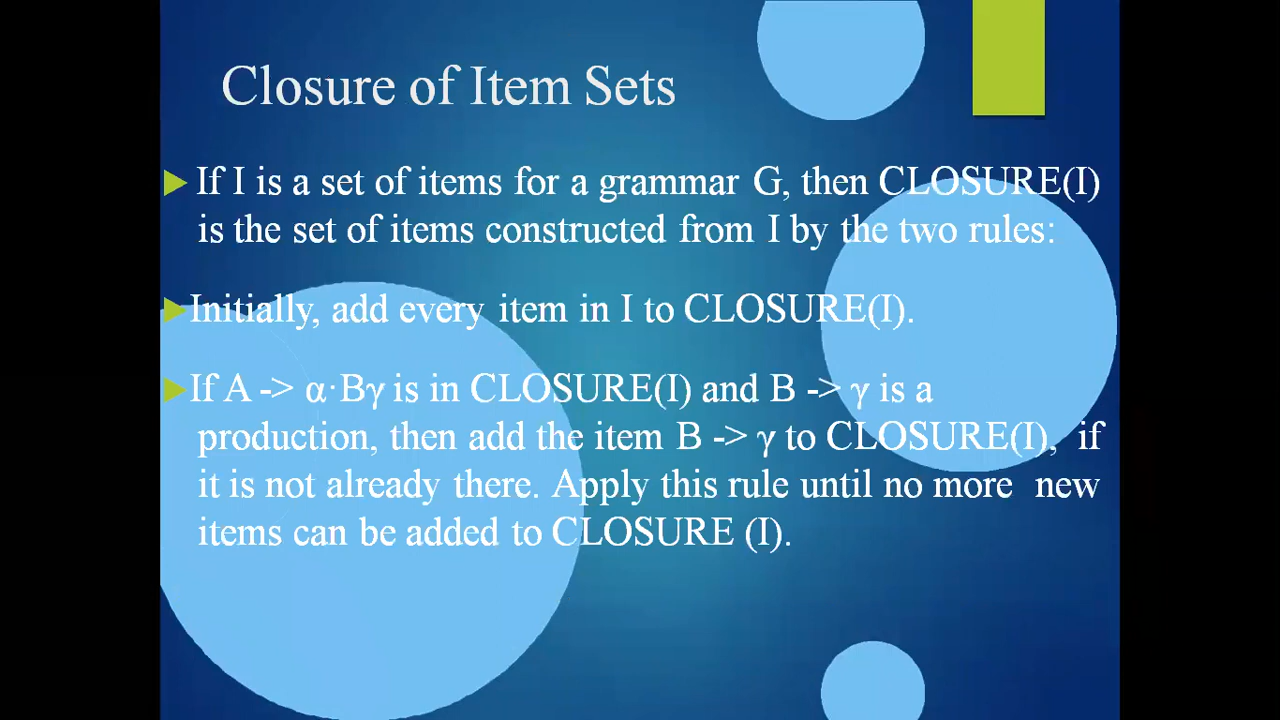 Closure of Item Sets
If I is a set of items for a grammar G, then CLOSURE(I)
is the set of items constructed from I by the two rules:
Initially, add every item in I to CLOSURE(I).
If A -> α·Bγ is in CLOSURE(I) and B -> γ is a
production, then add the item B -> γ to CLOSURE(I), if
it is not already there. Apply this rule until no more new
items can be added to CLOSURE (I).